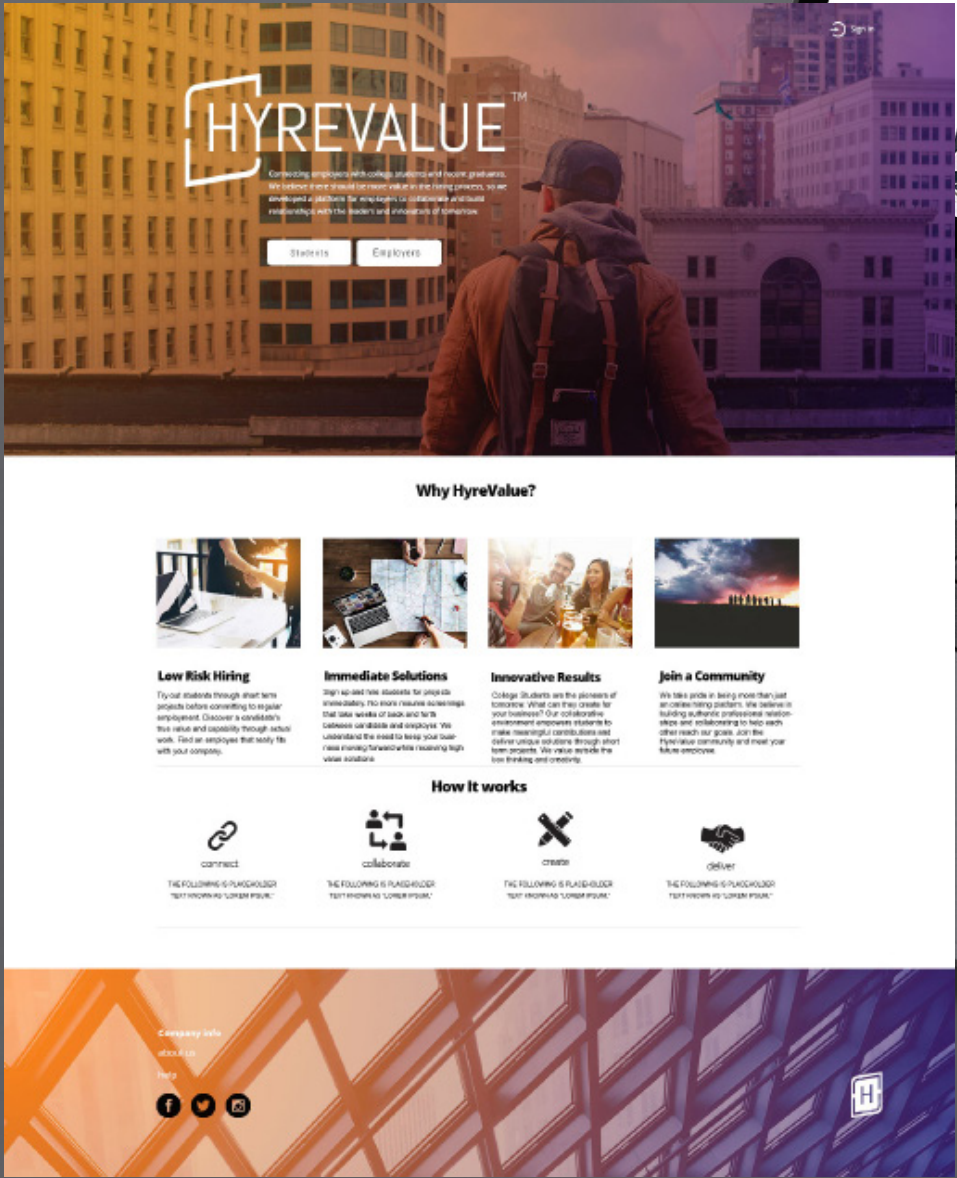 Sign in
HYREVALUE™
Connecting employers with college students and recent graduates.
We believe there should be more value in the hiring process, so we
developed a platform for employers to collaborate and build
relationships with the leaders and innovators of tomorrow
Students
Employers
Why HyreValue?
Low Risk Hiring
Try out students through short term
projects before committing to regular
employment. Discover a candidate's
true value and capability through actual
work. Find an employee that really fits
with your company.
Immediate Solutions
Sign up and hire students for projects
immediately. No more resume screenings
that take weeks of back and forth
between candidate and employer. We
understand the need to keep your busi-
ness moving forward while receiving high
value solutions
Innovative Results
College Students are the pioneers of
tomorrow. What can they create for
your business? Our collaborative
environment empowers students to
make meaningful contributions and
deliver unique solutions through short
term projects. We value outside the
box thinking and creativity.
Join a Community
We take pride in being more than just
an online hiring platform. We believe in
building authentic professional relation-
ships and collaborating to help each
other reach our goals. Join the
HyreValue community and meet your
future employee.
How It works
connect
THE FOLLOWING IS PLACEHOLDER
TEXT KNOWN AS "LOREM IPSUM."
collaborate
THE FOLLOWING IS PLACEHOLDER
TEXT KNOWN AS "LOREM IPSUM."
create
THE FOLLOWING IS PLACEHOLDER
TEXT KNOWN AS "LOREM IPSUM."
deliver
THE FOLLOWING IS PLACEHOLDER
TEXT KNOWN AS "LOREM IPSUM."
Company info
about us
help
H